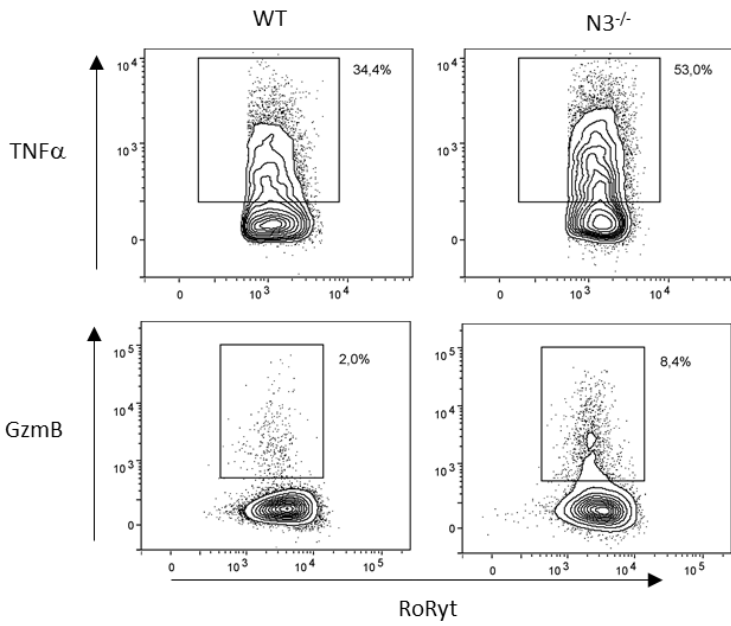 WT N3-/-
10⁴ 34,4% 10⁴ 53,0%
TNFα 10³ 10³
0 0
0 10³ 10⁴ 0 10³ 10⁴
10⁵ 2,0% 10⁵ 8,4%
10⁴ 10⁴
GzmB 10³ 10³
0 0
0 10³ 10⁴ 10⁵ 0 10³ 10⁴ 10⁵
RoRyt